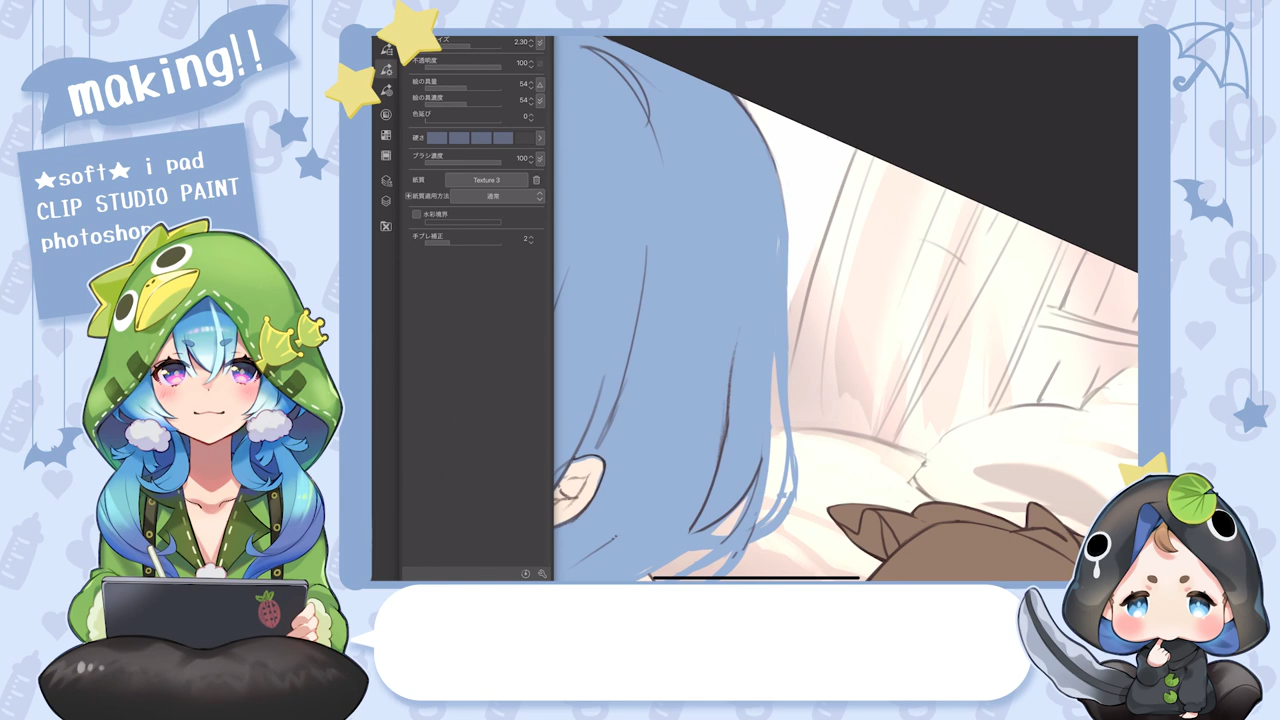 making!!
★soft★ i pad
CLIP STUDIO PAINT
photoshop
2.30
不透明度 100
絵の具量 54
絵の具濃度 54
色延び 0
硬さ
ブラシ濃度 100
紙質 Texture 3
紙質適用方法 通常
水彩境界
手ブレ補正 2